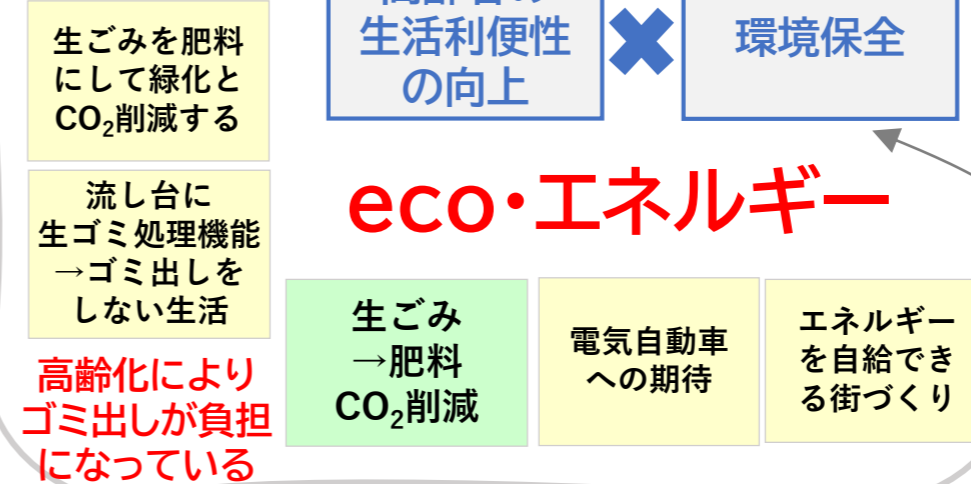 生ごみを肥料
にして緑化と
CO₂削減する
生活利便性
の向上
環境保全
流し台に
生ゴミ処理機能
→ゴミ出しを
しない生活
eco・エネルギー
生ごみ
→肥料
CO₂削減
電気自動車
への期待
エネルギー
を自給でき
る街づくり
高齢化により
ゴミ出しが負担
になっている